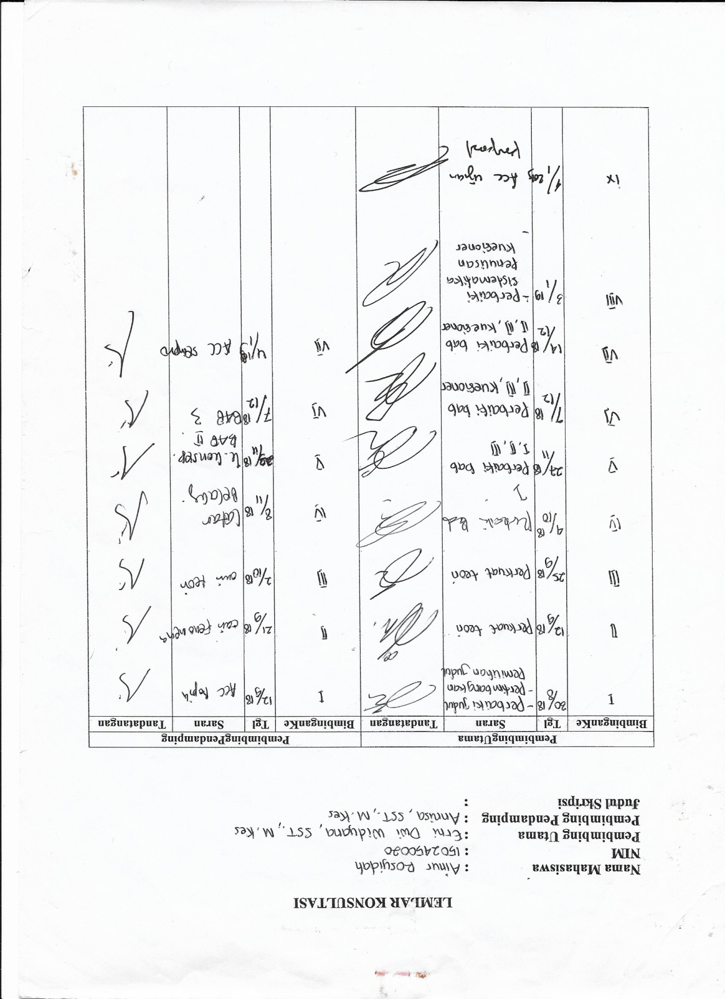 LEMBAR KONSULTASI
Nama Mahasiswa : Ainur Rosyidah
NIM : 1502450020
Pembimbing Utama : Erni Dwi Widyana, SST., M.Kes
Pembimbing Pendamping : Annisa, SST., M.Kes
Judul Skripsi :
PembimbingUtama PembimbingPendamping
BimbinganKe Tgl Saran Tandatangan BimbinganKe Tgl Saran Tandatangan
I 30/8 18 - Perbaiki judul I 12/9 18 ACC
- Pertimbangkan
Pemilihan judul
II 12/9 18 Perkuat teori II 21/9 18 cari fenomena
III 25/9 18 Perkuat teori III 2/10 18 cari teori
IV 4/10 18 IV 8/11 18 Latar
I Belakang.
V 27/11 18 Perbaiki bab V /11 18 K. Konsep.
I, II, III BAB II
VI 7/12 18 Perbaiki bab VI 7/12 18 BAB 3
II, III, Kuesioner
VII 14/12 18 Perbaiki bab VII 4/1 19 ACC sempro
II, III, Kuesioner
VIII 3/1 19 - Perbaiki
sistematika
Penulisan
Kuesioner
-
IX 4/1 2019 ACC ujian
proposal